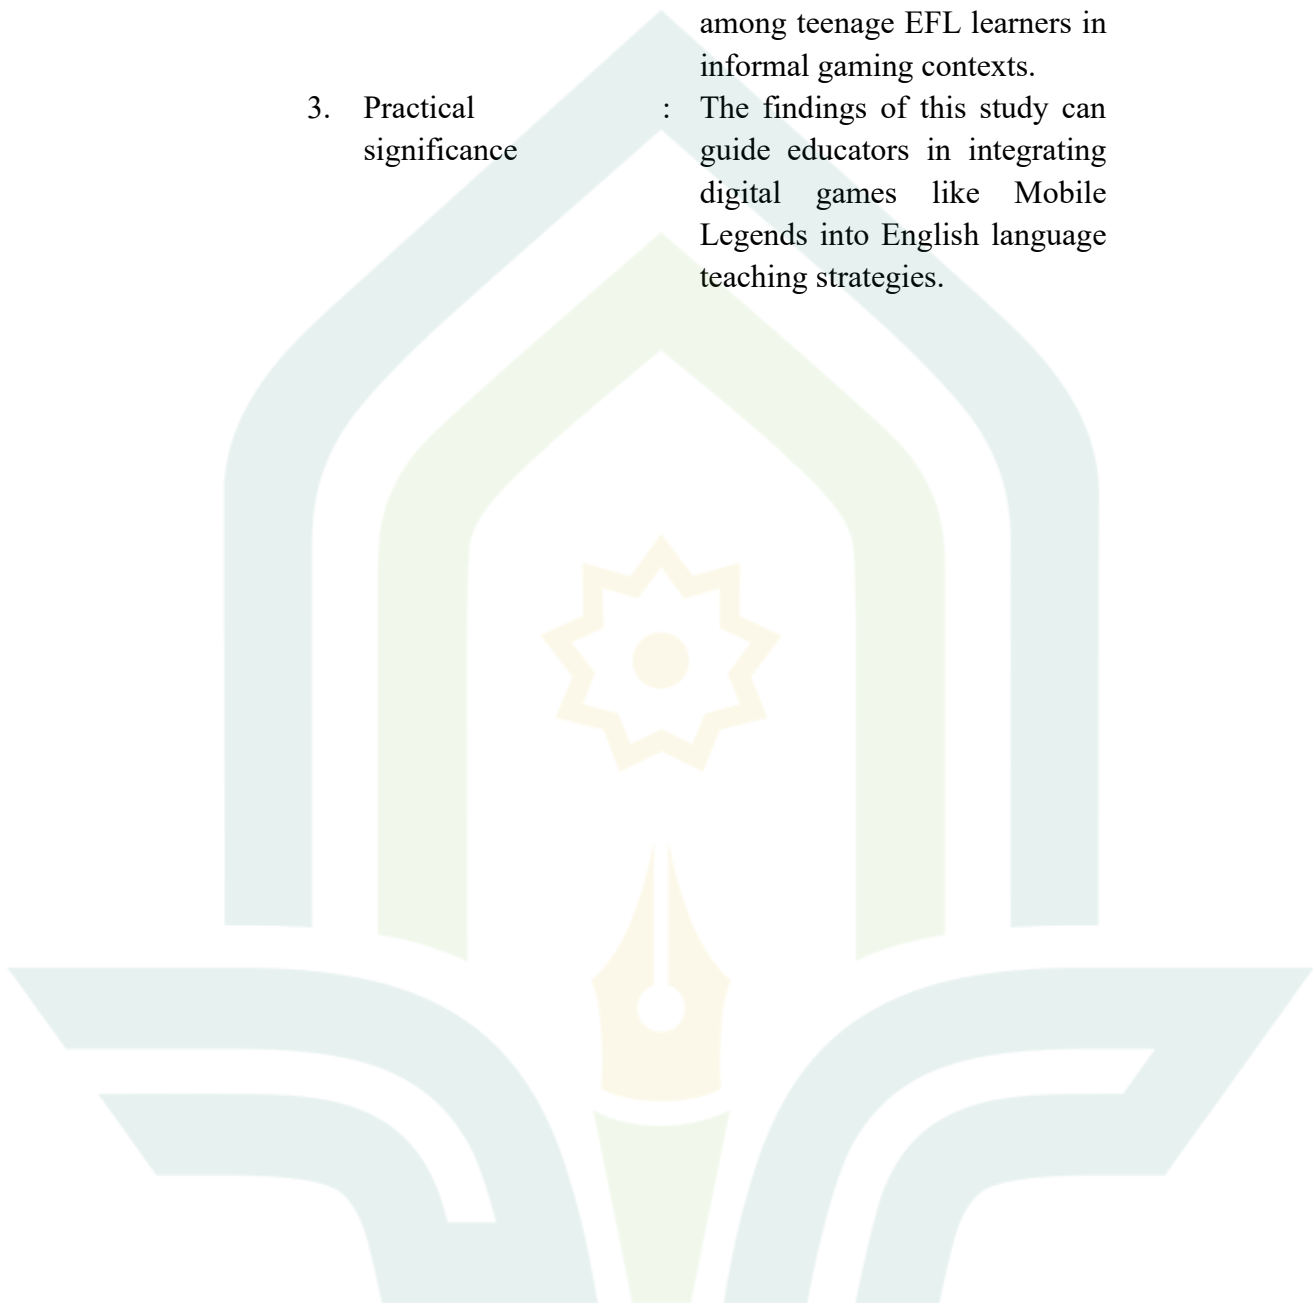 among teenage EFL learners in
informal gaming contexts.
3. Practical : The findings of this study can
significance guide educators in integrating
digital games like Mobile
Legends into English language
teaching strategies.